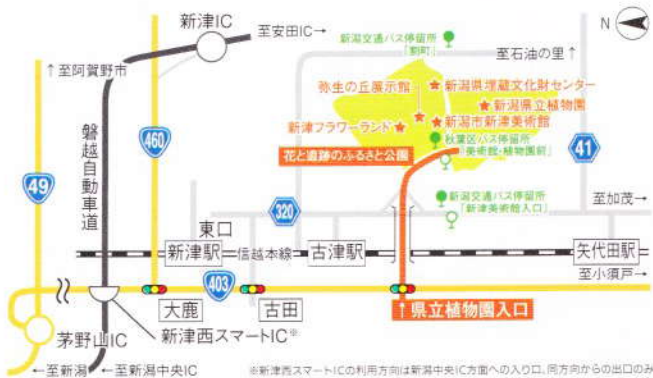 新津IC
至安田IC→
新潟交通バス停留所
「割町」
N
↑至阿賀野市
至石油の里↑
弥生の丘展示館
★新潟県埋蔵文化財センター
★新潟県立植物園
新津フラワーランド★
★新潟市新津美術館
460
磐越自動車道
秋葉区バス停留所
「美術館・植物園前」
花と遺跡のふるさと公園
41
49
新潟交通バス停留所
「新津美術館入口」
至加茂→
320
東口
新津駅
信越本線
古津駅
矢代田駅
至小須戸→
403
大鹿
古田
↑県立植物園入口
新津西スマートIC※
茅野山IC
←至新潟
←至新潟中央IC
※新津西スマートICの利用方向は新潟中央IC方面への入り口、同方向からの出口のみ